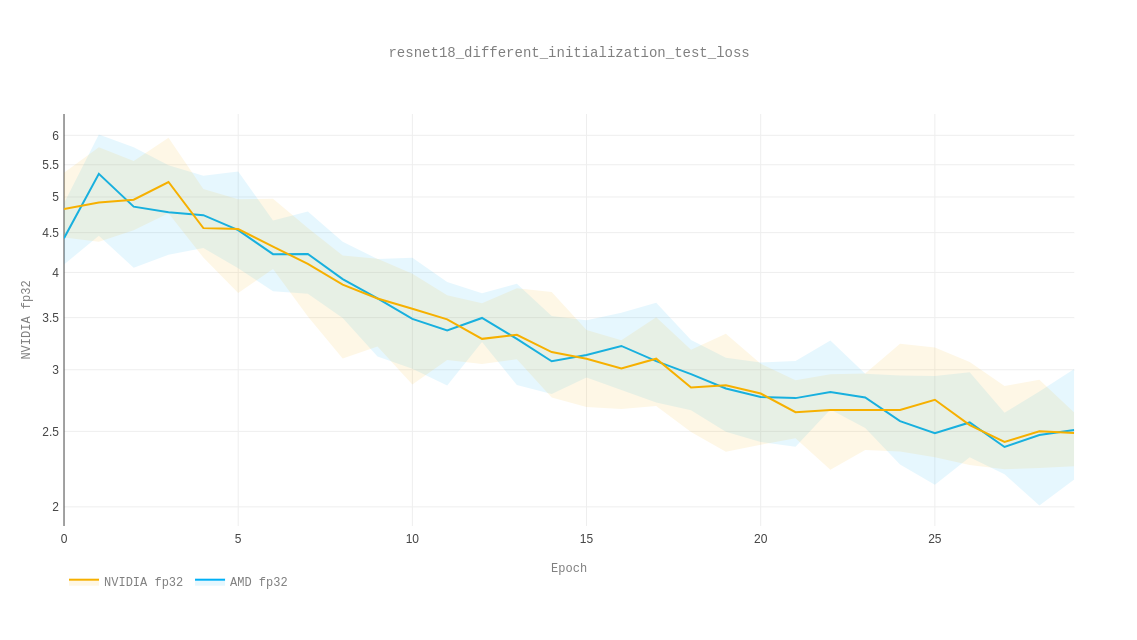 resnet18_different_initialization_test_loss
6
5.5
5
4.5
4
3.5
3
2.5
2
NVIDIA fp32
0 5 10 15 20 25
Epoch
NVIDIA fp32 AMD fp32